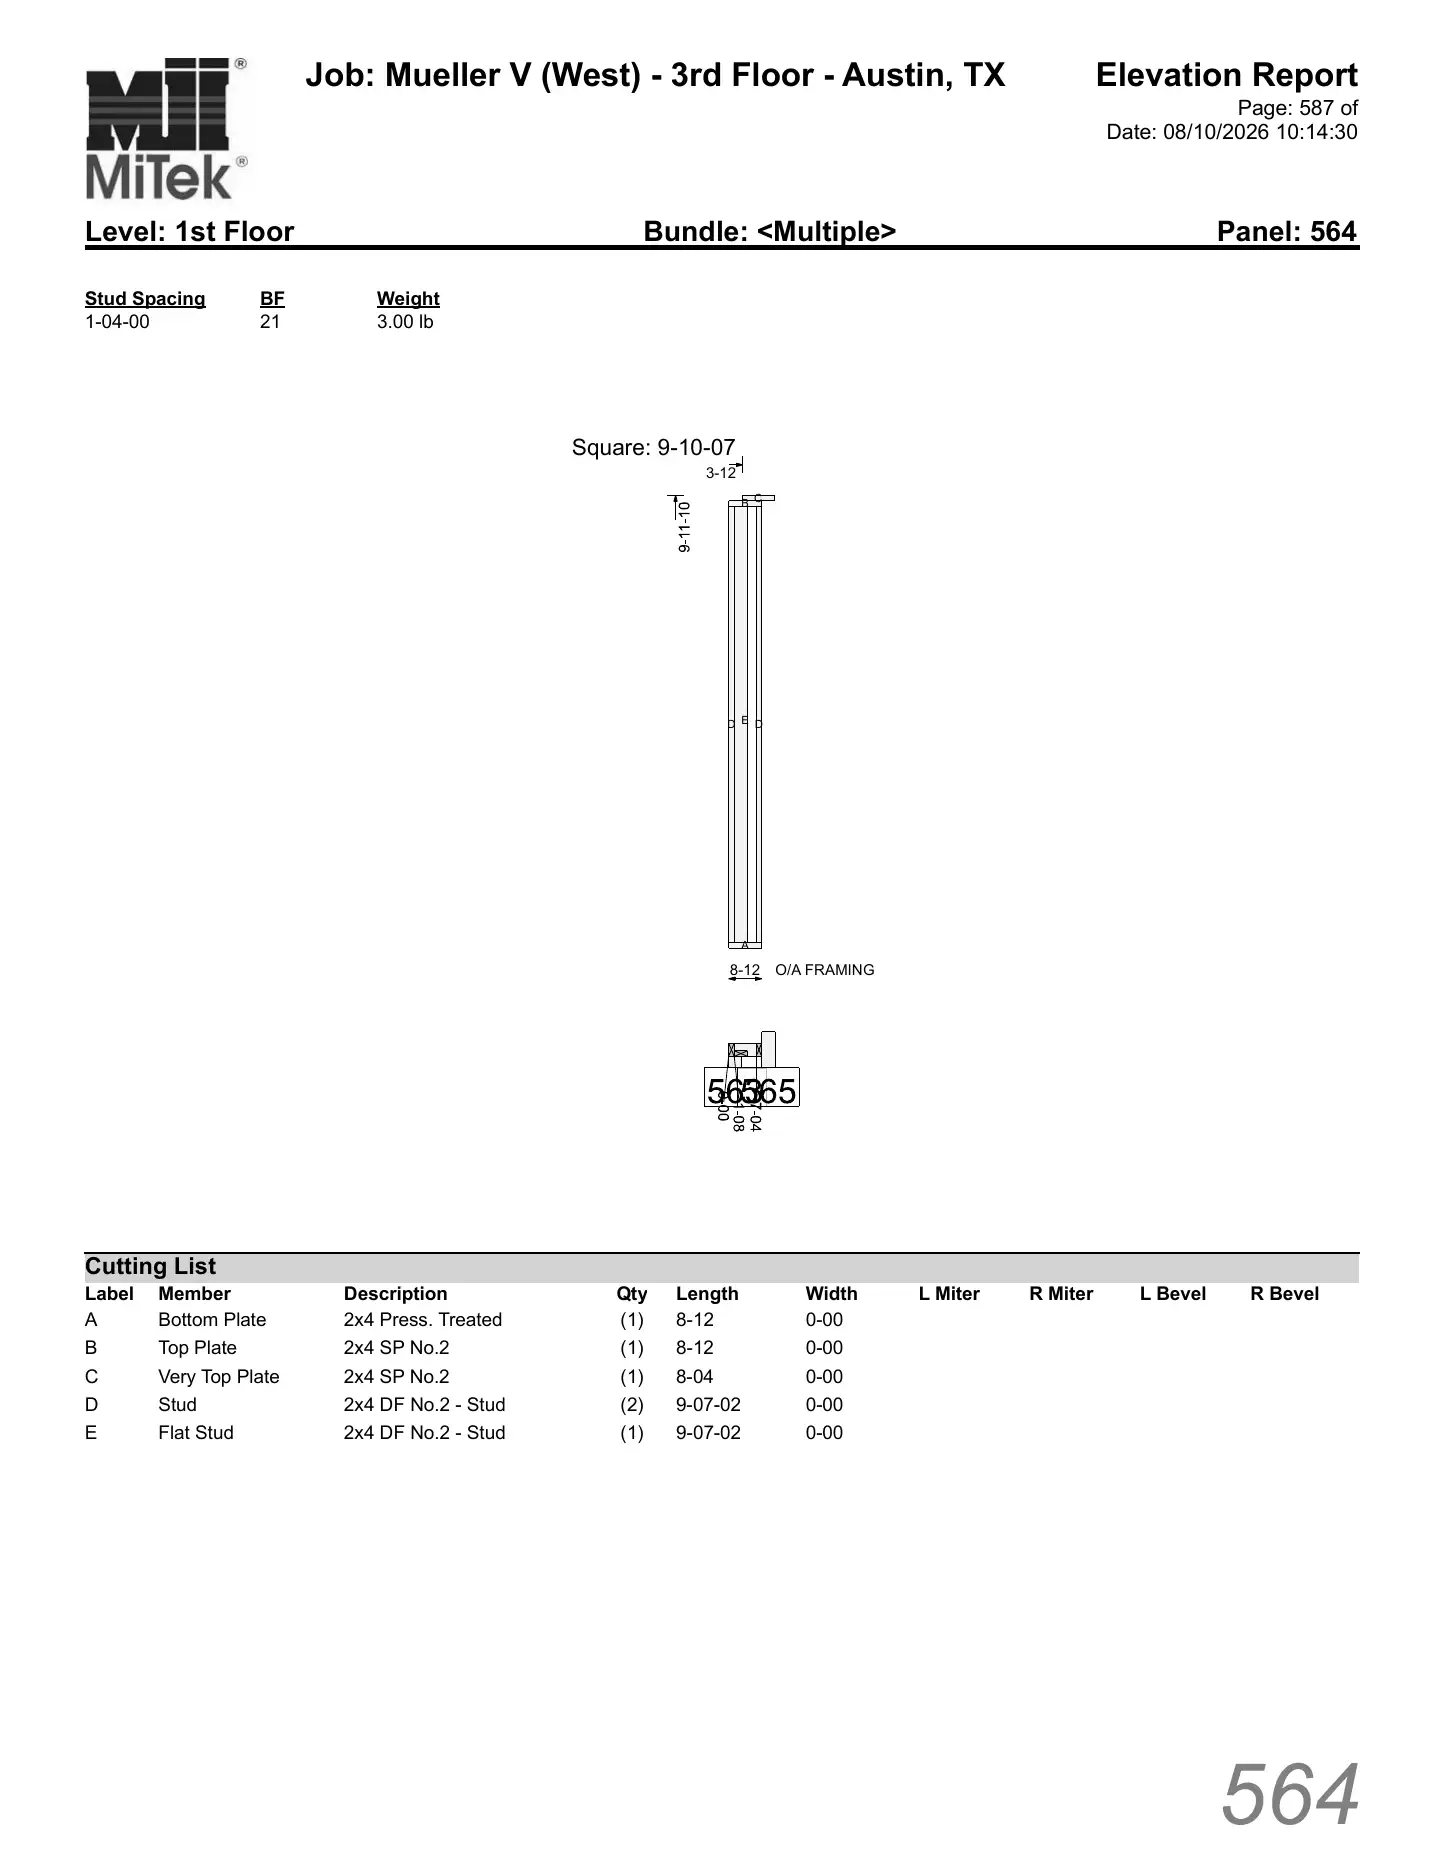 MiTek®
Job: Mueller V (West) - 3rd Floor - Austin, TX
Elevation Report
Page: 587 of
Date: 08/10/2026 10:14:30
Level: 1st Floor Bundle: <Multiple> Panel: 564
Stud Spacing BF Weight
1-04-00 21 3.00 lb
Square: 9-10-07
3-12
9-11-10
C
B
D E D
A
8-12 O/A FRAMING
565
1-08
7-04
Cutting List
Label Member Description Qty Length Width L Miter R Miter L Bevel R Bevel
A Bottom Plate 2x4 Press. Treated (1) 8-12 0-00
B Top Plate 2x4 SP No.2 (1) 8-12 0-00
C Very Top Plate 2x4 SP No.2 (1) 8-04 0-00
D Stud 2x4 DF No.2 - Stud (2) 9-07-02 0-00
E Flat Stud 2x4 DF No.2 - Stud (1) 9-07-02 0-00
564